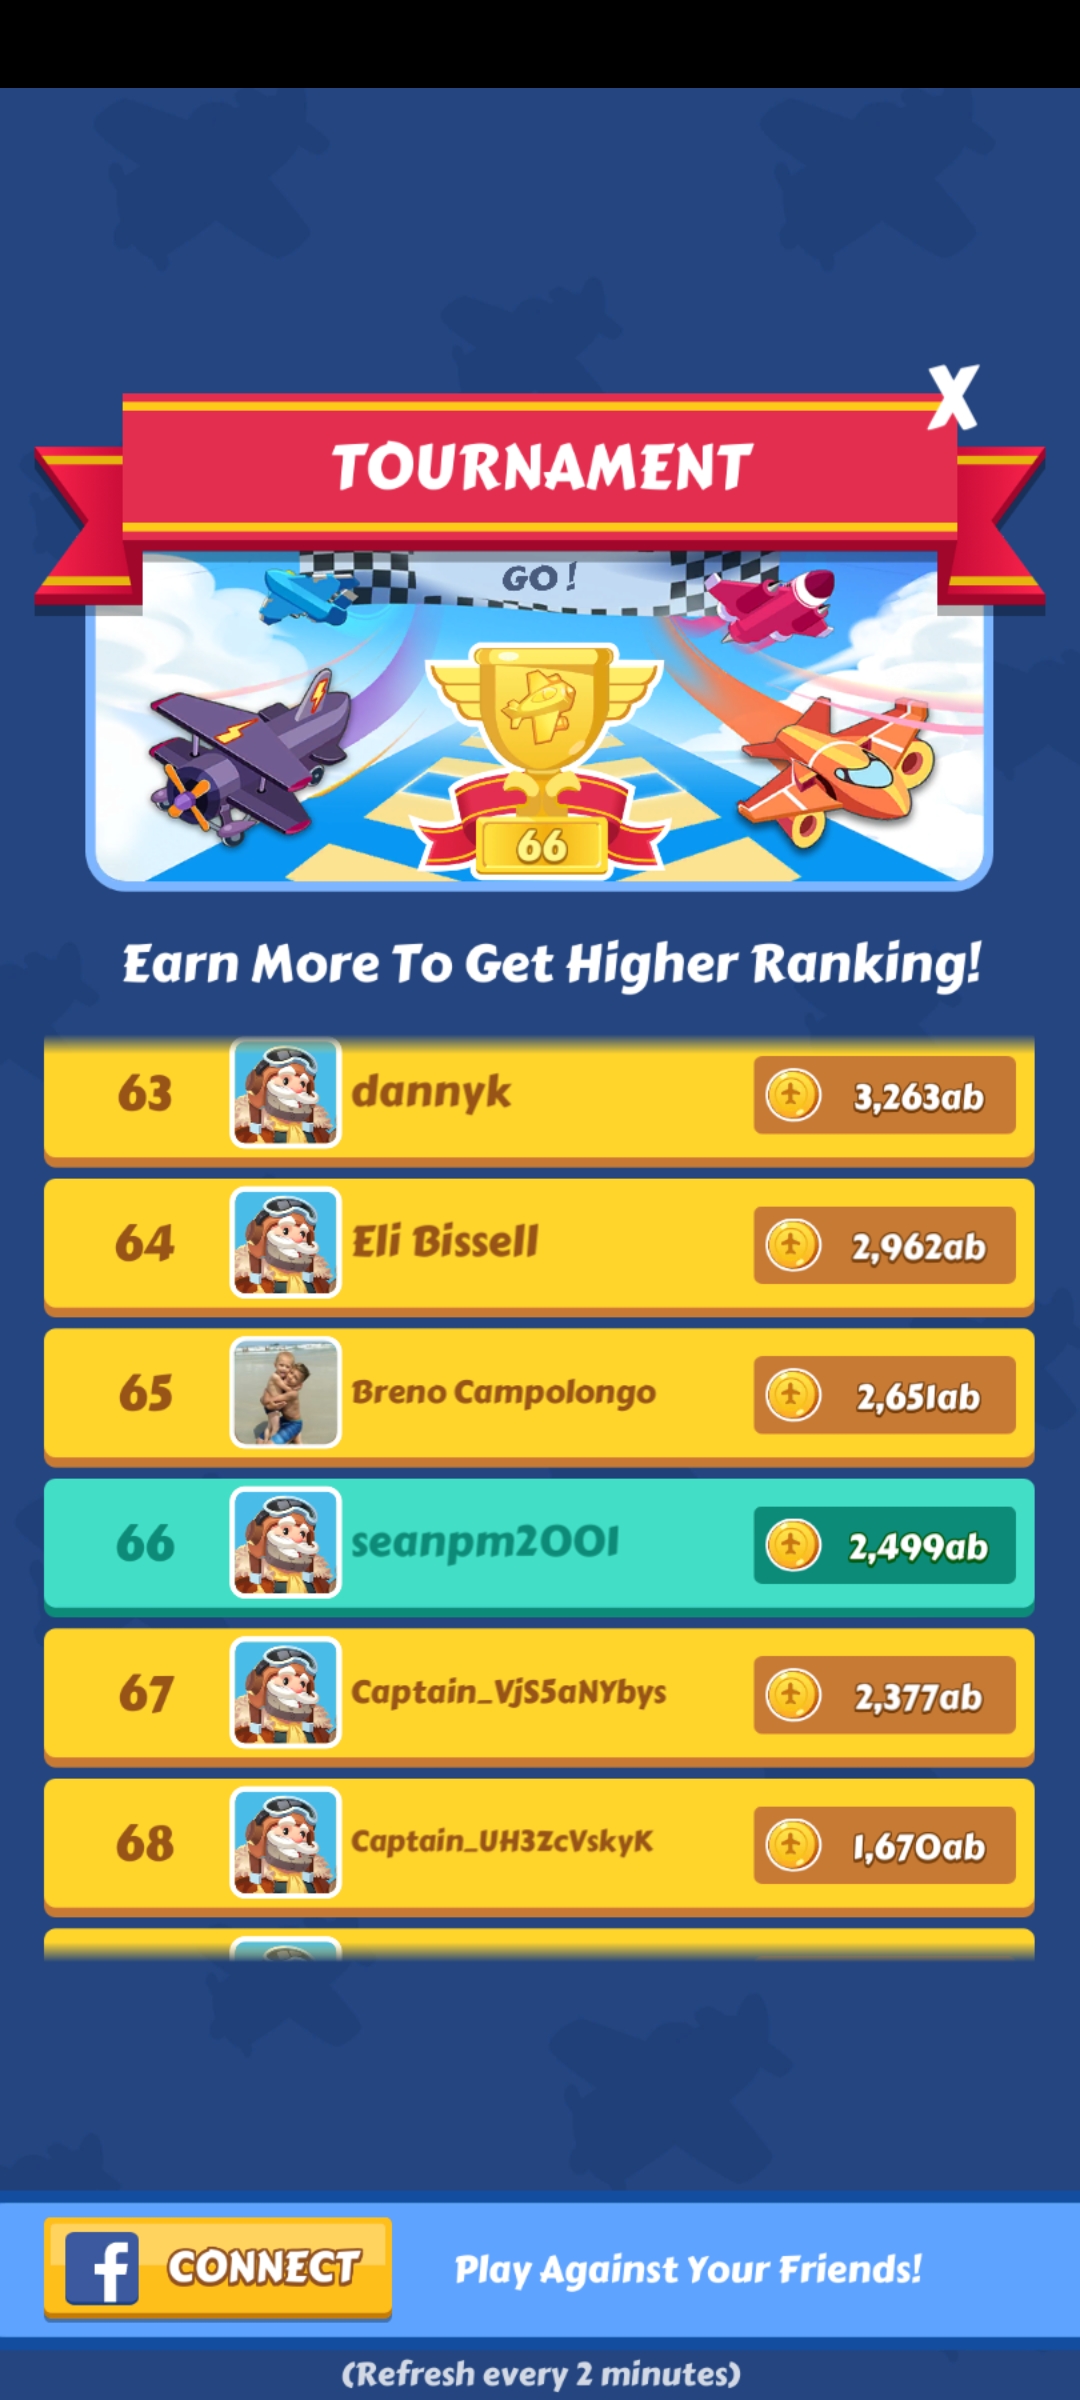 X
TOURNAMENT
GO!
66
Earn More To Get Higher Ranking!
63 dannyk 3,263ab
64 Eli Bissell 2,962ab
65 Breno Campolongo 2,651ab
66 seanpm2001 2,499ab
67 Captain_VjS5aNYbys 2,377ab
68 Captain_UH3ZcVskyK 1,670ab
f CONNECT Play Against Your Friends!
(Refresh every 2 minutes)